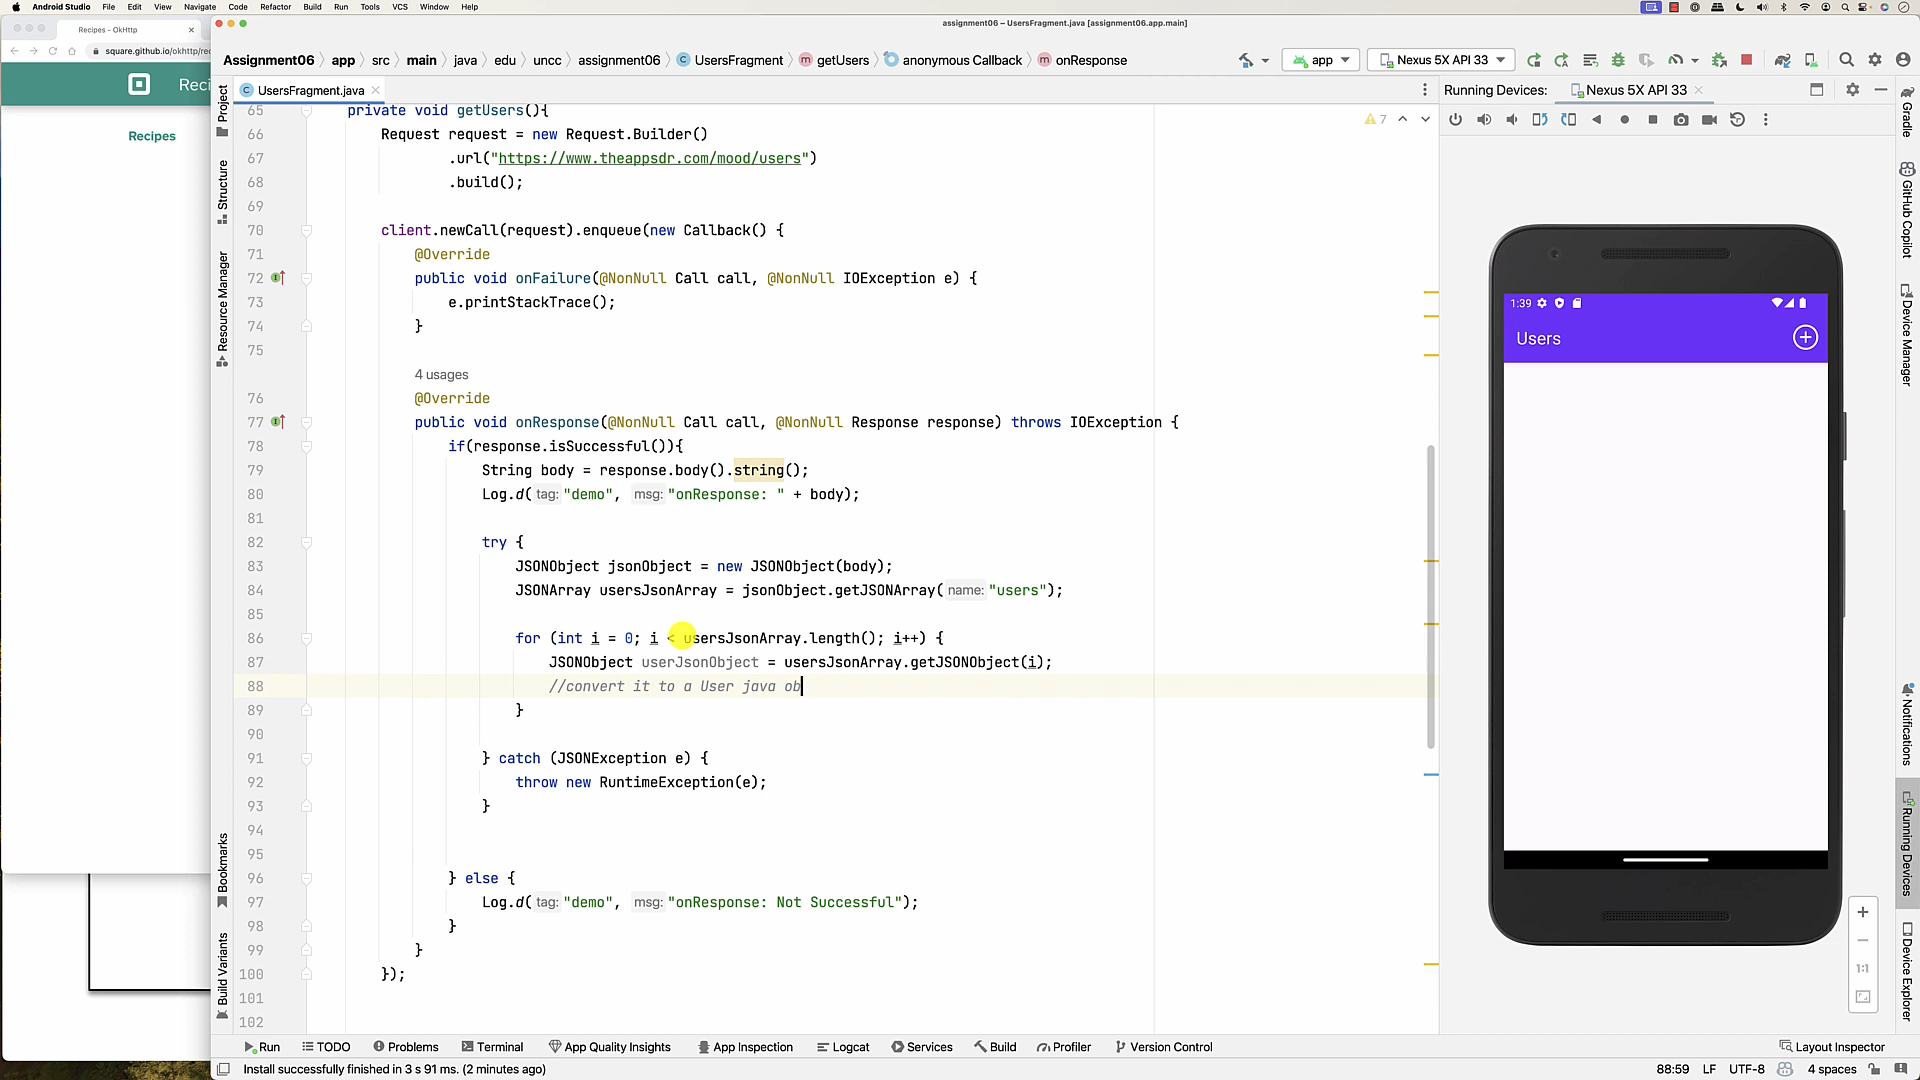 Android Studio File Edit View Navigate Code Refactor Build Run Tools VCS Window Help
assignment06 – UsersFragment.java [assignment06.app.main]
Recipes - OkHttp
square.github.io/okhttp/rec
Reci
Recipes
Assignment06 app src main java edu uncc assignment06 UsersFragment getUsers anonymous Callback onResponse
app Nexus 5X API 33
UsersFragment.java
Running Devices: Nexus 5X API 33
65 private void getUsers(){
66 Request request = new Request.Builder()
67 .url("https://www.theappsdr.com/mood/users")
68 .build();
69
70 client.newCall(request).enqueue(new Callback() {
71 @Override
72 public void onFailure(@NonNull Call call, @NonNull IOException e) {
73 e.printStackTrace();
74 }
75
4 usages
76 @Override
77 public void onResponse(@NonNull Call call, @NonNull Response response) throws IOException {
78 if(response.isSuccessful()){
79 String body = response.body().string();
80 Log.d( tag: "demo", msg: "onResponse: " + body);
81
82 try {
83 JSONObject jsonObject = new JSONObject(body);
84 JSONArray usersJsonArray = jsonObject.getJSONArray( name: "users");
85
86 for (int i = 0; i < usersJsonArray.length(); i++) {
87 JSONObject userJsonObject = usersJsonArray.getJSONObject(i);
88 //convert it to a User java ob
89 }
90
91 } catch (JSONException e) {
92 throw new RuntimeException(e);
93 }
94
95
96 } else {
97 Log.d( tag: "demo", msg: "onResponse: Not Successful");
98 }
99 }
100 });
101
102
7
Project
Structure
Resource Manager
Bookmarks
Build Variants
1:39
Users
1:1
Gradle
GitHub Copilot
Device Manager
Notifications
Running Devices
Device Explorer
Run TODO Problems Terminal App Quality Insights App Inspection Logcat Services Build Profiler Version Control Layout Inspector
Install successfully finished in 3 s 91 ms. (2 minutes ago) 88:59 LF UTF-8 4 spaces